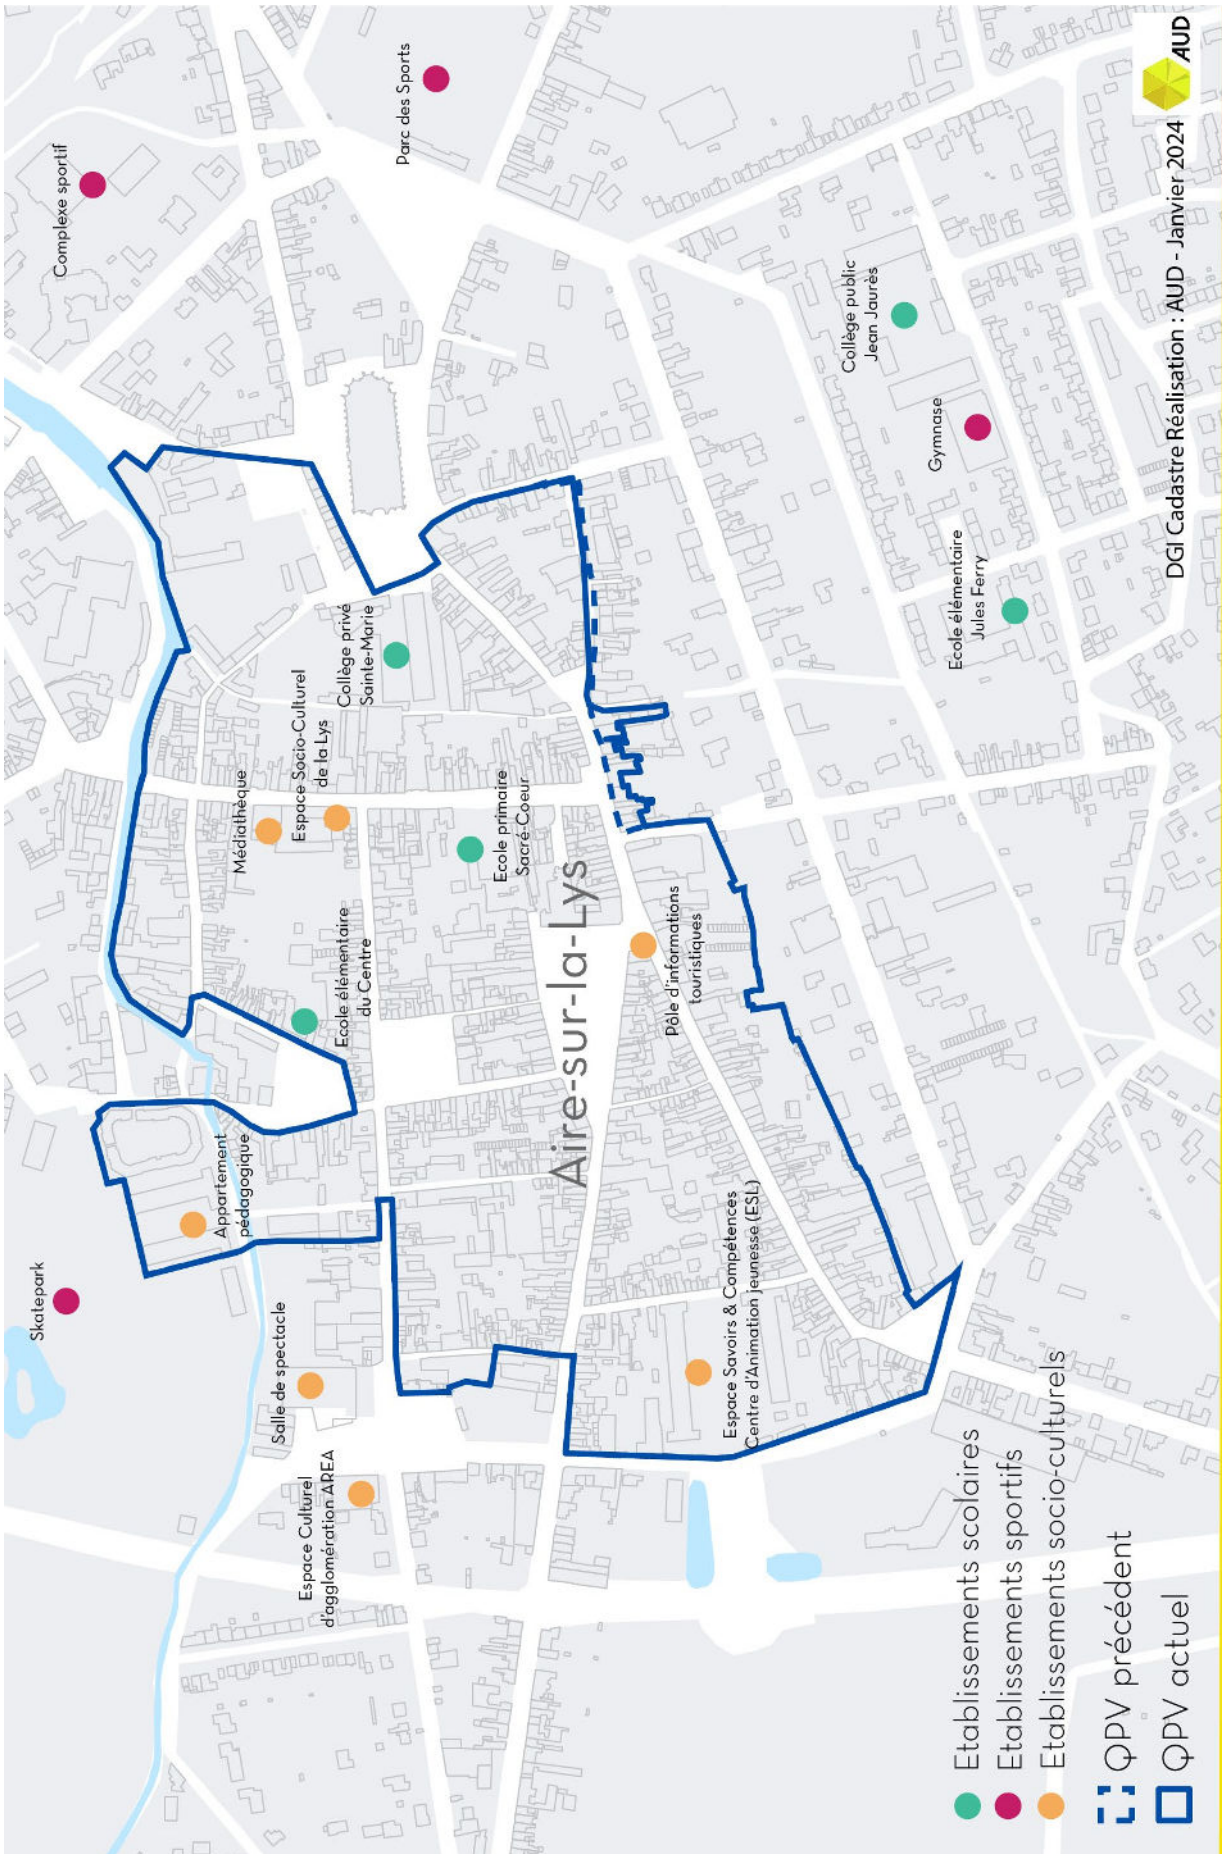 Skatepark
Complexe sportif
Parc des Sports
Appartement
pédagogique
Salle de spectacle
Espace Culturel
d'agglomération AREA
Ecole élémentaire
du Centre
Médiathèque
Espace Socio-Culturel
de la Lys
Collège privé
Sainte-Marie
Ecole primaire
Sacré-Coeur
Aire-sur-la-Lys
Pôle d'informations
touristiques
Espace Savoirs & Compétences
Centre d'Animation jeunesse (ESL)
Collège public
Jean Jaurès
Gymnase
Ecole élémentaire
Jules Ferry
Etablissements scolaires
Etablissements sportifs
Etablissements socio-culturels
QPV précédent
QPV actuel
DGI Cadastre Réalisation : AUD - Janvier 2024
AUD